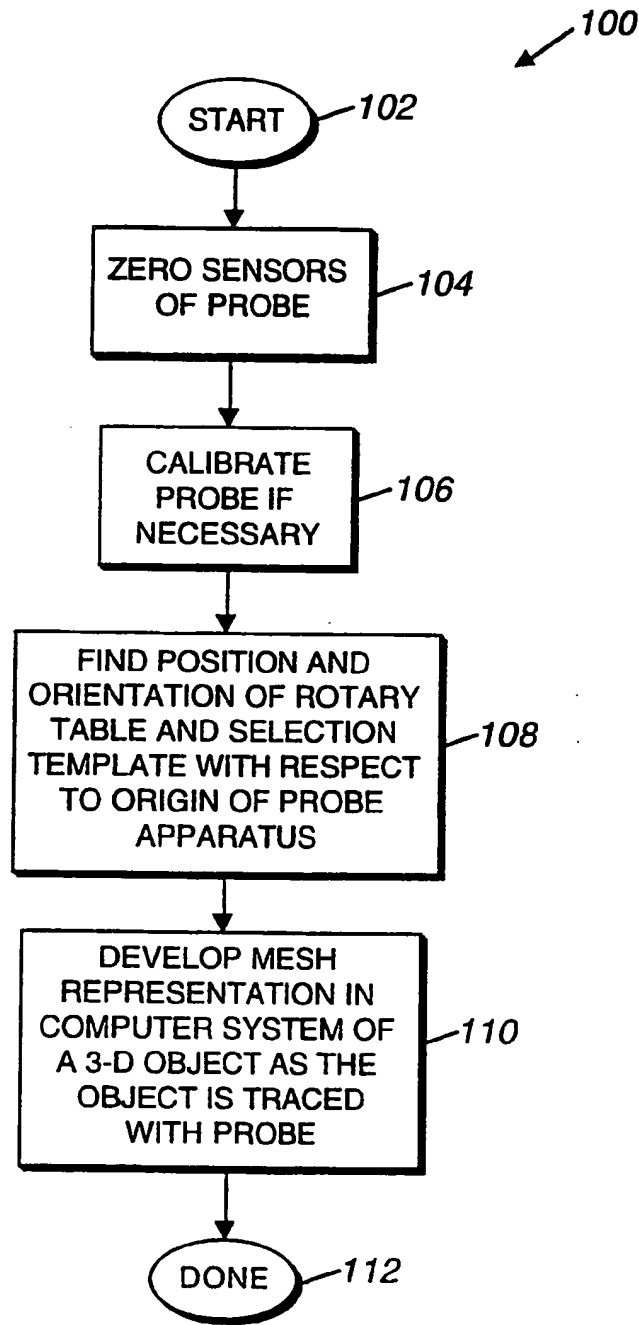 100
START
102
ZERO SENSORS
OF PROBE
104
CALIBRATE
PROBE IF
NECESSARY
106
FIND POSITION AND
ORIENTATION OF ROTARY
TABLE AND SELECTION
TEMPLATE WITH RESPECT
TO ORIGIN OF PROBE
APPARATUS
108
DEVELOP MESH
REPRESENTATION IN
COMPUTER SYSTEM OF
A 3-D OBJECT AS THE
OBJECT IS TRACED
WITH PROBE
110
DONE
112